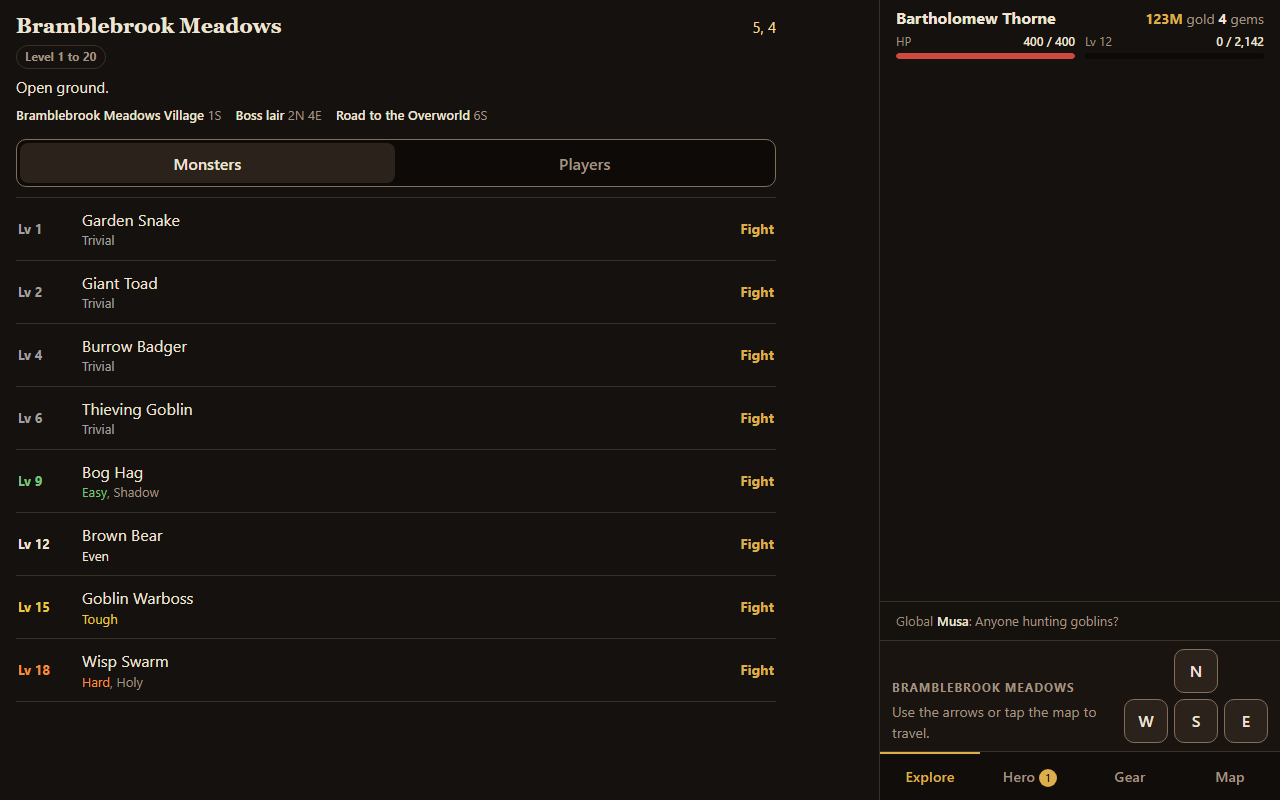 Bramblebrook Meadows
5, 4
Level 1 to 20
Open ground.
Bramblebrook Meadows Village 1S Boss lair 2N 4E Road to the Overworld 6S
Monsters Players
Lv 1 Garden Snake Fight
Trivial
Lv 2 Giant Toad Fight
Trivial
Lv 4 Burrow Badger Fight
Trivial
Lv 6 Thieving Goblin Fight
Trivial
Lv 9 Bog Hag Fight
Easy, Shadow
Lv 12 Brown Bear Fight
Even
Lv 15 Goblin Warboss Fight
Tough
Lv 18 Wisp Swarm Fight
Hard, Holy
Bartholomew Thorne 123M gold 4 gems
HP 400 / 400 Lv 12 0 / 2,142
Global Musa: Anyone hunting goblins?
BRAMBLEBROOK MEADOWS
Use the arrows or tap the map to
travel.
N
W S E
Explore Hero 1 Gear Map